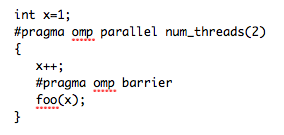 int x=1;
#pragma omp parallel num_threads(2)
{
x++;
#pragma omp barrier
foo(x);
}